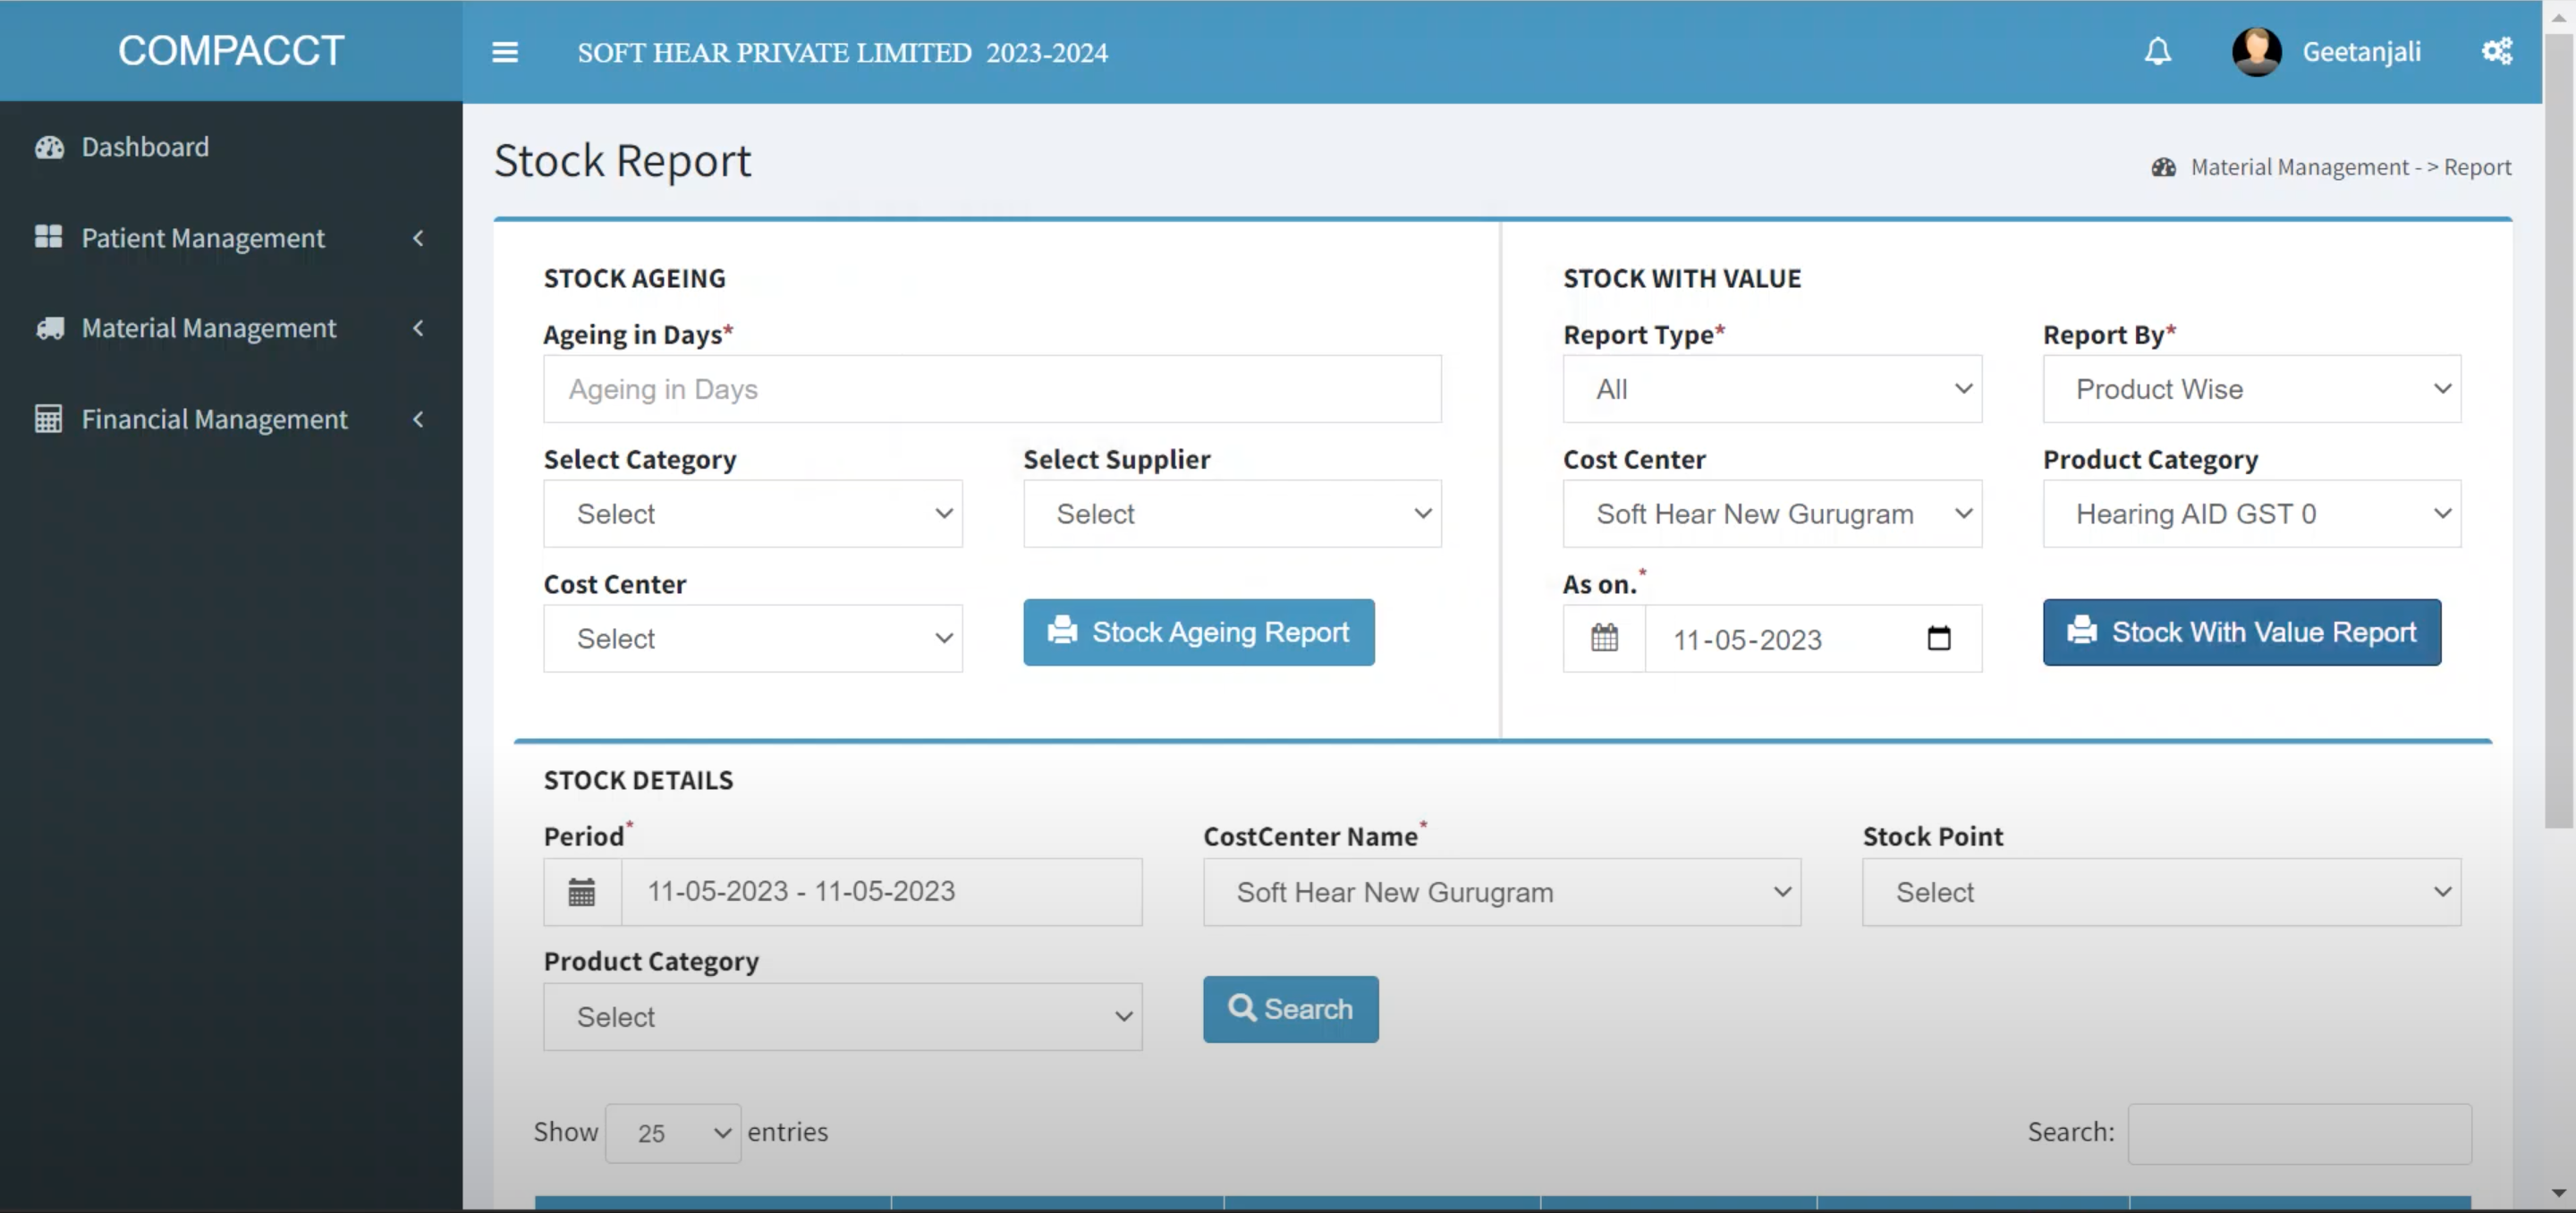 COMPACCT
SOFT HEAR PRIVATE LIMITED 2023-2024
Geetanjali
Dashboard
Patient Management
Material Management
Financial Management
Stock Report
Material Management - > Report
STOCK AGEING
Ageing in Days*
Ageing in Days
Select Category
Select Supplier
Select
Select
Cost Center
Select
Stock Ageing Report
STOCK WITH VALUE
Report Type*
Report By*
All
Product Wise
Cost Center
Product Category
Soft Hear New Gurugram
Hearing AID GST 0
As on.*
11-05-2023
Stock With Value Report
STOCK DETAILS
Period*
CostCenter Name*
Stock Point
11-05-2023 - 11-05-2023
Soft Hear New Gurugram
Select
Product Category
Select
Search
Show 25 entries
Search: